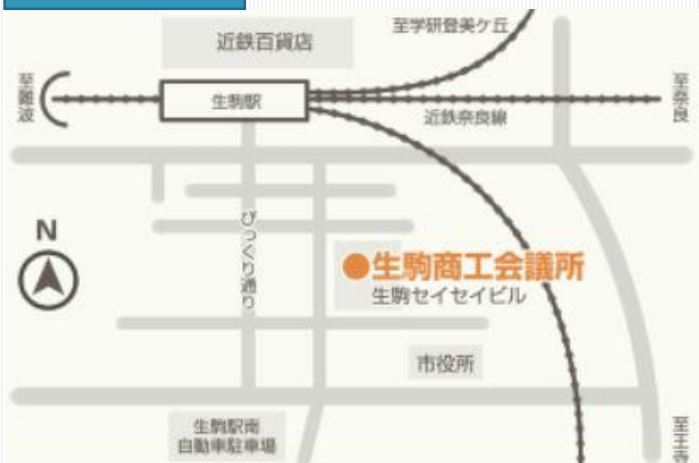 近鉄百貨店
至学研登美ケ丘
至難波
生駒駅
近鉄奈良線
至奈良
N
びっくり通り
生駒商工会議所
生駒セイセイビル
市役所
生駒駅南
自動車駐車場
至王寺